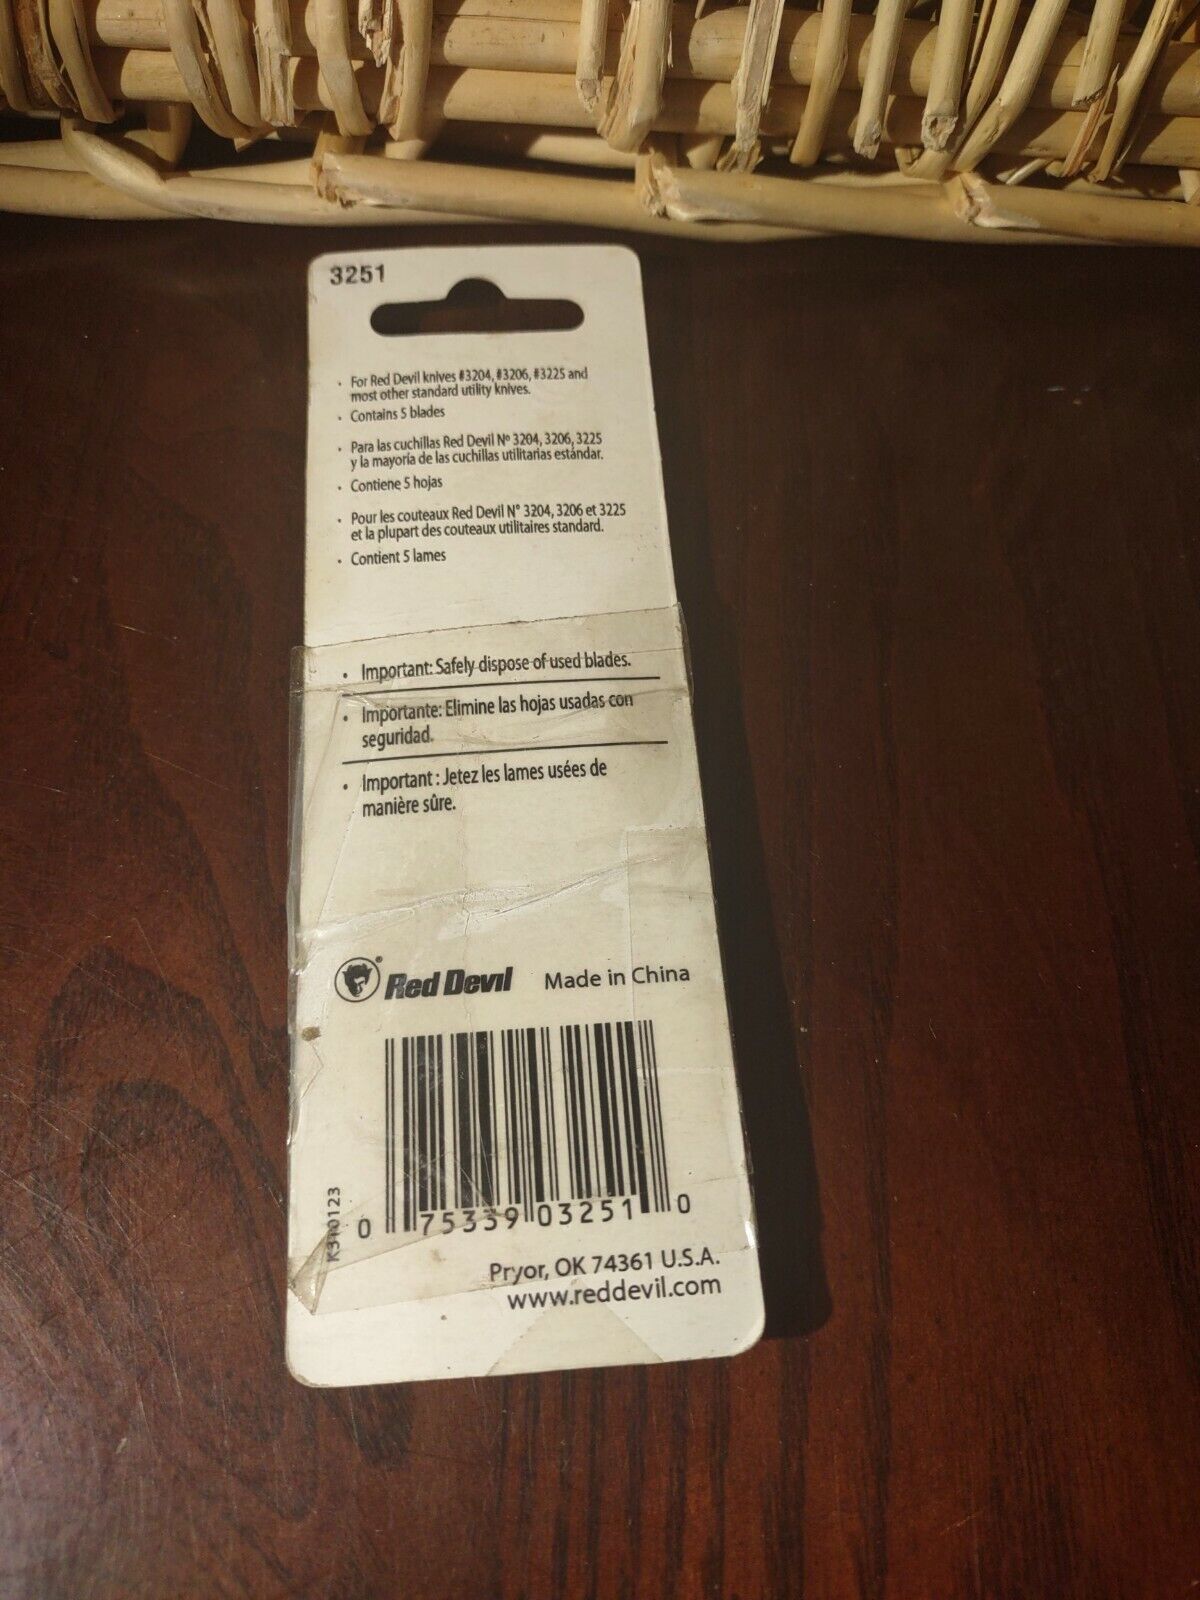 3251
• For Red Devil knives #3204, #3206, #3225 and
most other standard utility knives.
• Contains 5 blades
• Para las cuchillas Red Devil Nº 3204, 3206, 3225
y la mayoría de las cuchillas utilitarias estándar.
• Contiene 5 hojas
• Pour les couteaux Red Devil N° 3204, 3206 et 3225
et la plupart des couteaux utilitaires standard.
• Contient 5 lames
• Important: Safely dispose of used blades.
• Importante: Elimine las hojas usadas con
seguridad.
• Important : Jetez les lames usées de
manière sûre.
® Red Devil Made in China
0 75339 03251 0
Pryor, OK 74361 U.S.A.
www.reddevil.com